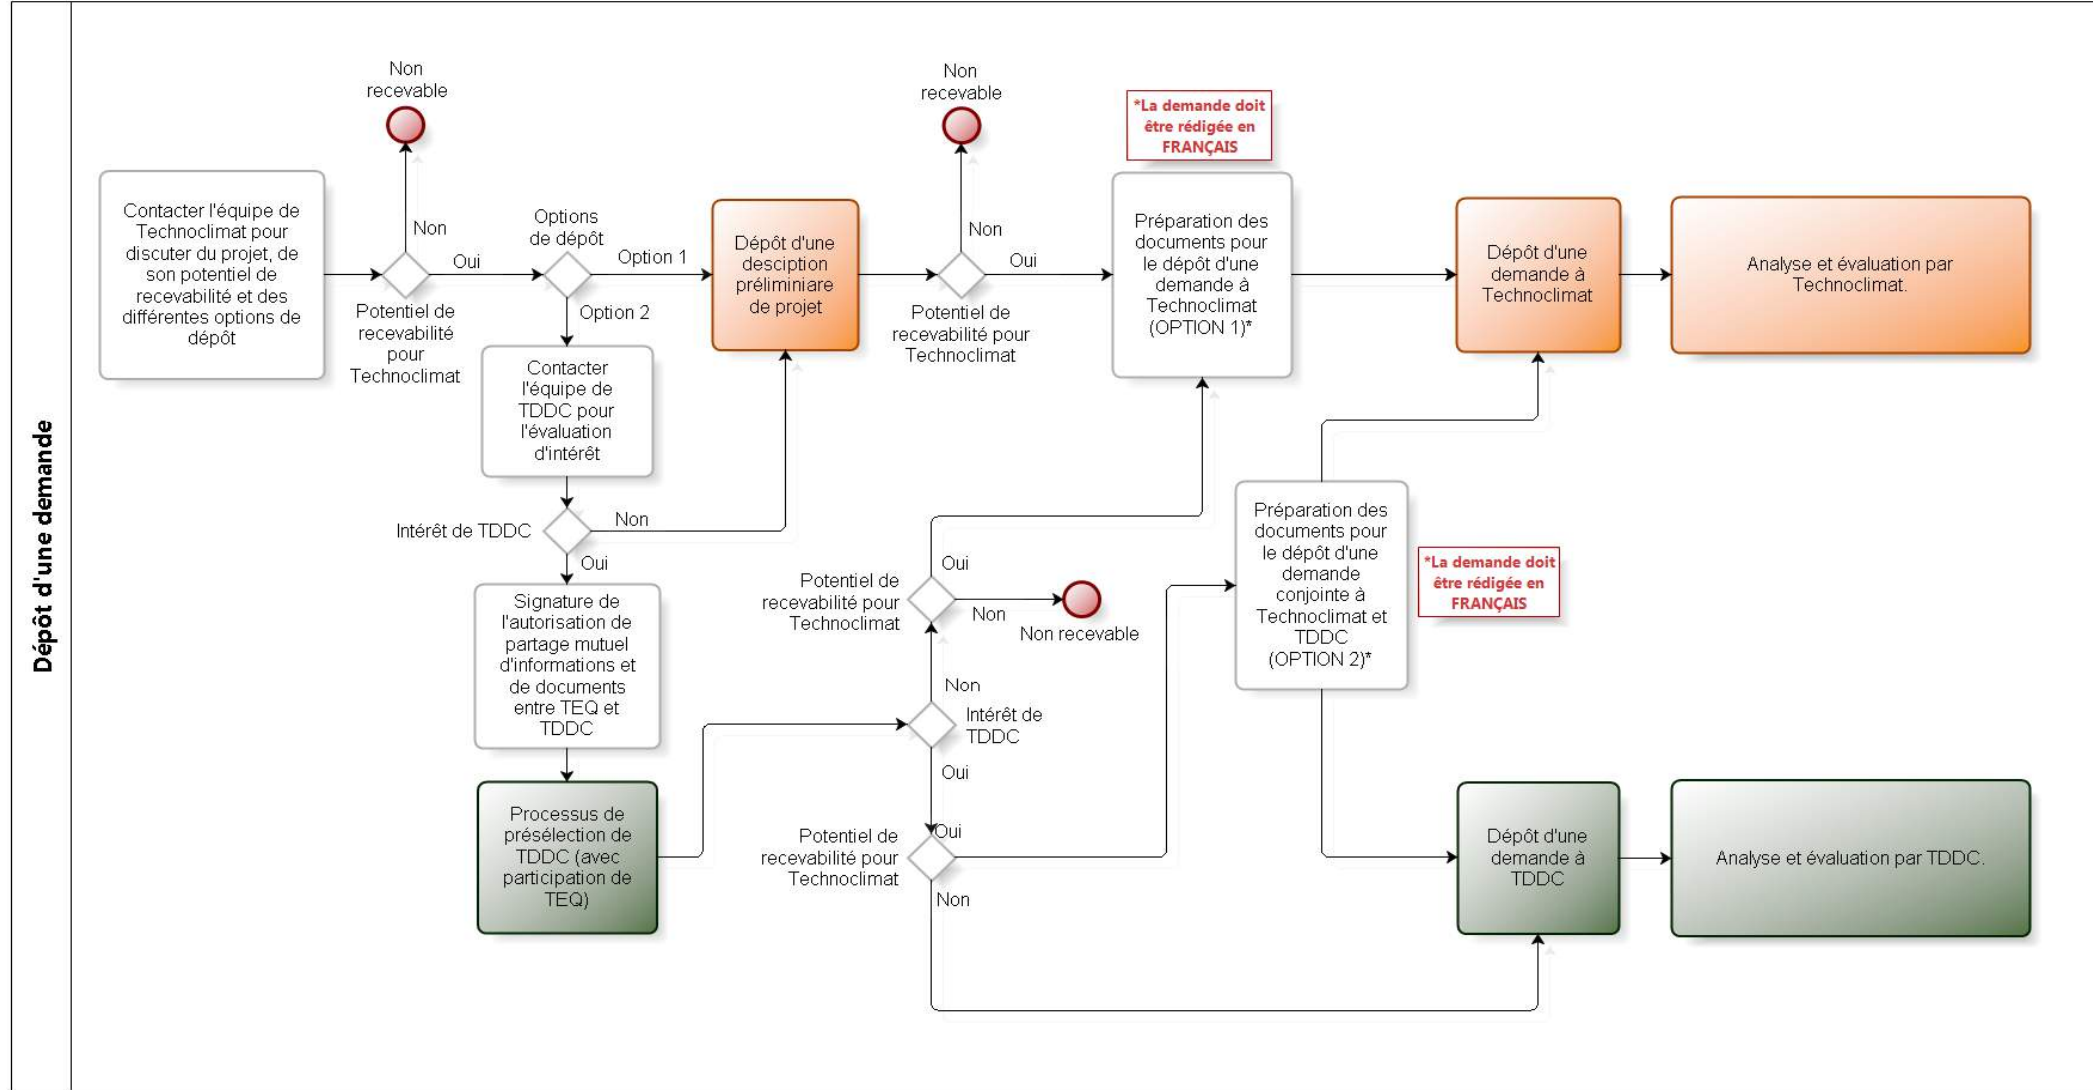 Dépôt d'une demande
Contacter l'équipe de
Technoclimat pour
discuter du projet, de
son potentiel de
recevabilité et des
différentes options de
dépôt
Non
recevable
Non
Oui
Potentiel de
recevabilité
pour
Technoclimat
Options
de dépôt
Option 1
Option 2
Dépôt d'une
desciption
préliminiare
de projet
Non
recevable
Non
Oui
Potentiel de
recevabilité pour
Technoclimat
*La demande doit
être rédigée en
FRANÇAIS
Préparation des
documents pour
le dépôt d'une
demande à
Technoclimat
(OPTION 1)*
Dépôt d'une
demande à
Technoclimat
Analyse et évaluation par
Technoclimat.
Contacter
l'équipe de
TDDC pour
l'évaluation
d'intérêt
Intérêt de TDDC
Non
Oui
Signature de
l'autorisation de
partage mutuel
d'informations et
de documents
entre TEQ et
TDDC
Processus de
présélection de
TDDC (avec
participation de
TEQ)
Potentiel de
recevabilité pour
Technoclimat
Oui
Non
Non recevable
Non
Intérêt de
TDDC
Oui
Potentiel de
recevabilité pour
Technoclimat
Oui
Non
Préparation des
documents pour
le dépôt d'une
demande
conjointe à
Technoclimat et
TDDC
(OPTION 2)*
*La demande doit
être rédigée en
FRANÇAIS
Dépôt d'une
demande à
TDDC
Analyse et évaluation par TDDC.